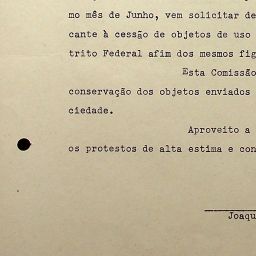 mo mês de Junho, vem solicitar de
cante à cessão de objetos de uso
trito Federal afim dos mesmos fig
Esta Comissão
conservação dos objetos enviados
ciedade.
Aproveito a
os protestos de alta estima e con
Joaqu